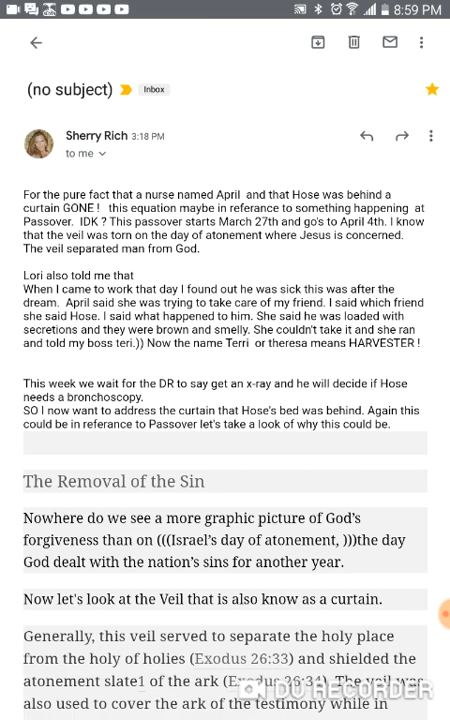 8:59 PM
(no subject) Inbox
Sherry Rich 3:18 PM
to me
For the pure fact that a nurse named April and that Hose was behind a
curtain GONE ! this equation maybe in referance to something happening at
Passover. IDK ? This passover starts March 27th and go's to April 4th. I know
that the veil was torn on the day of atonement where Jesus is concerned.
The veil separated man from God.
Lori also told me that
When I came to work that day I found out he was sick this was after the
dream. April said she was trying to take care of my friend. I said which friend
she said Hose. I said what happened to him. She said he was loaded with
secretions and they were brown and smelly. She couldn't take it and she ran
and told my boss teri.)) Now the name Terri or theresa means HARVESTER !
This week we wait for the DR to say get an x-ray and he will decide if Hose
needs a bronchoscopy.
SO I now want to address the curtain that Hose's bed was behind. Again this
could be in referance to Passover let's take a look of why this could be.
The Removal of the Sin
Nowhere do we see a more graphic picture of God's
forgiveness than on (((Israel's day of atonement, )))the day
God dealt with the nation's sins for another year.
Now let's look at the Veil that is also know as a curtain.
Generally, this veil served to separate the holy place
from the holy of holies (Exodus 26:33) and shielded the
atonement slate1 of the ark (Exodus 26:34). The veil was
also used to cover the ark of the testimony while in
DU RECORDER